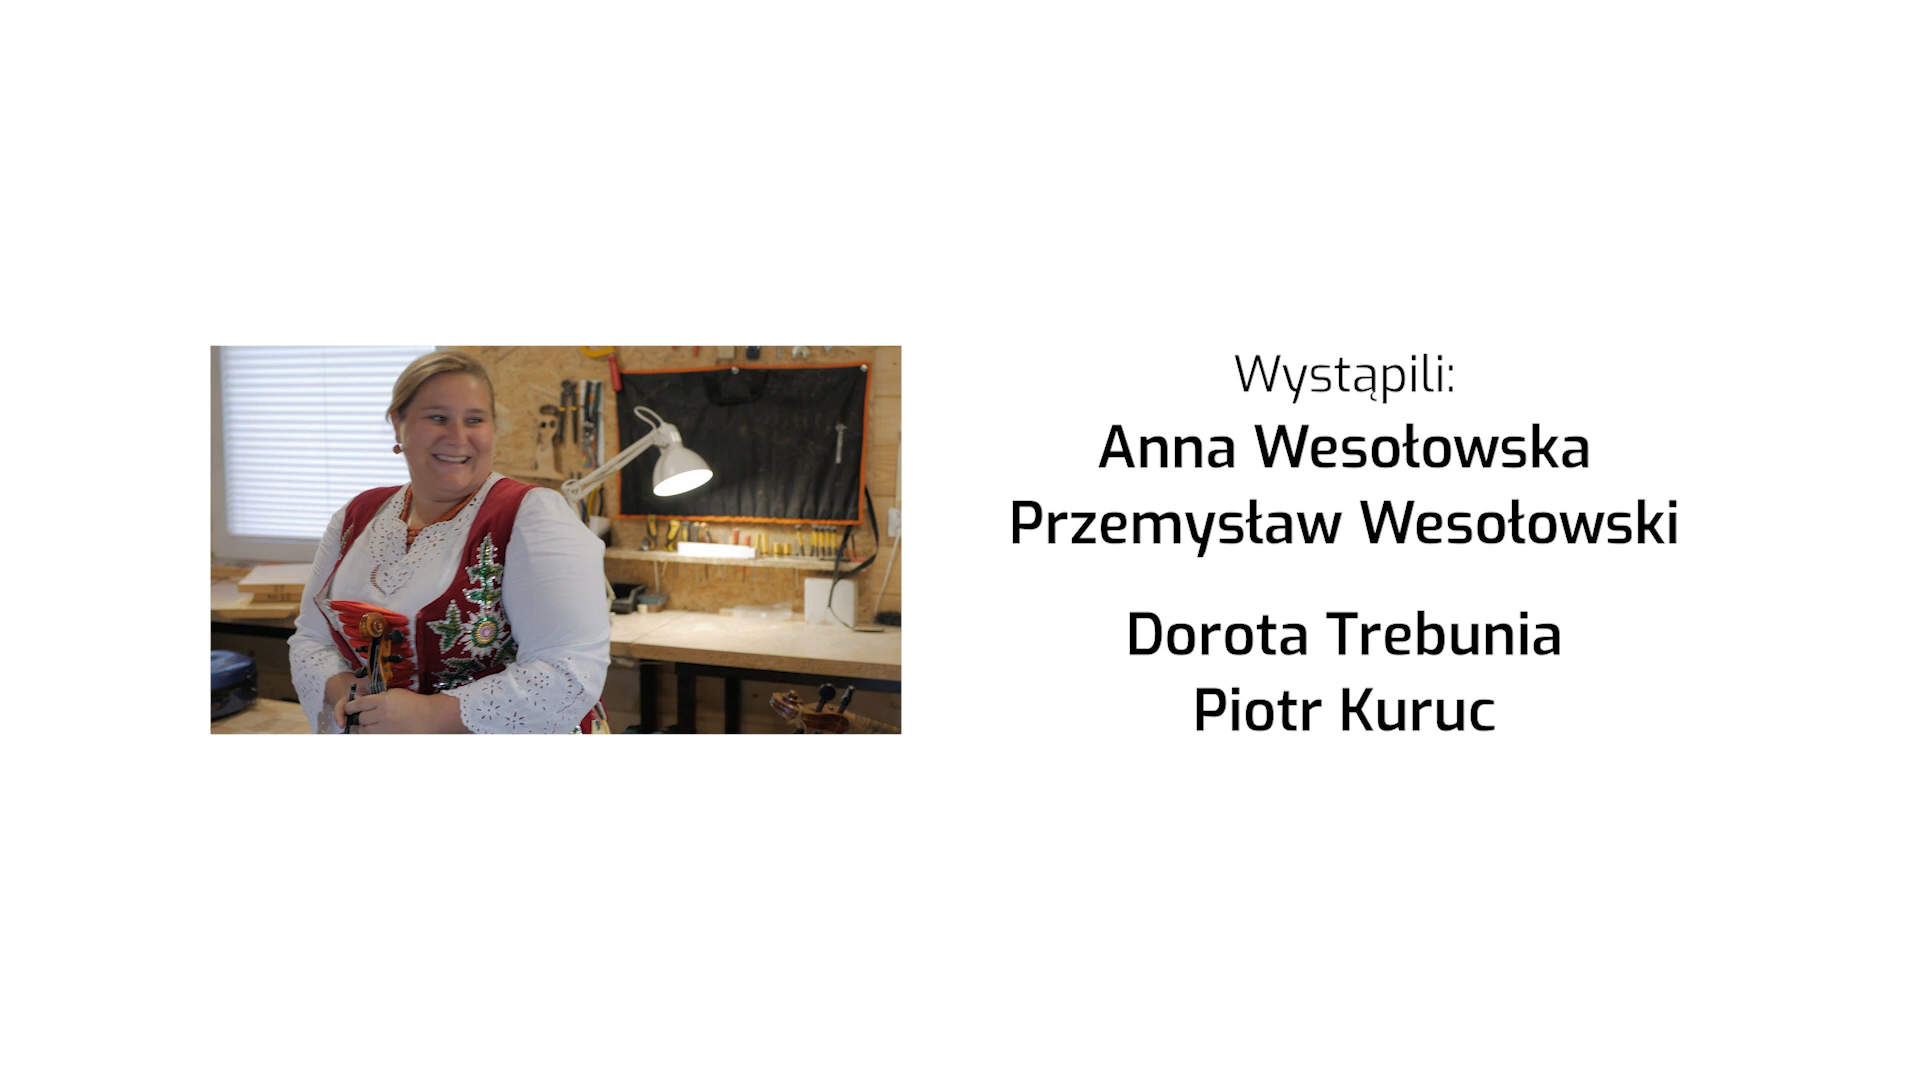 Wystąpili:
Anna Wesołowska
Przemysław Wesołowski
Dorota Trebunia
Piotr Kuruc